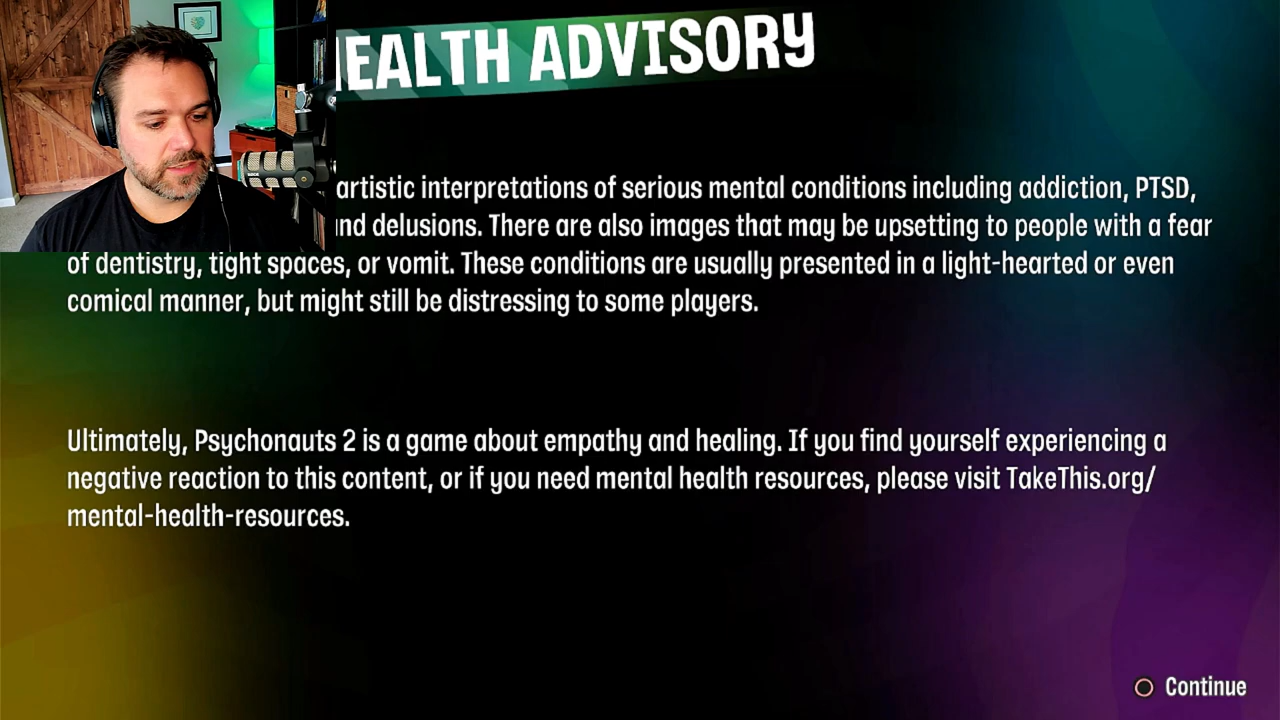 EALTH ADVISORY
artistic interpretations of serious mental conditions including addiction, PTSD,
nd delusions. There are also images that may be upsetting to people with a fear
of dentistry, tight spaces, or vomit. These conditions are usually presented in a light-hearted or even
comical manner, but might still be distressing to some players.
Ultimately, Psychonauts 2 is a game about empathy and healing. If you find yourself experiencing a
negative reaction to this content, or if you need mental health resources, please visit TakeThis.org/
mental-health-resources.
Continue